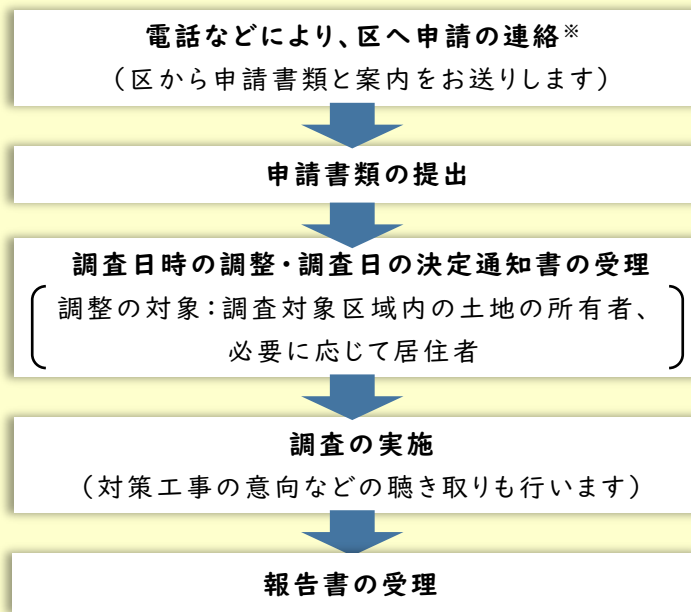 電話などにより、区へ申請の連絡※
（区から申請書類と案内をお送りします）
申請書類の提出
調査日時の調整・調査日の決定通知書の受理
調整の対象：調査対象区域内の土地の所有者、
必要に応じて居住者
調査の実施
（対策工事の意向などの聴き取りも行います）
報告書の受理